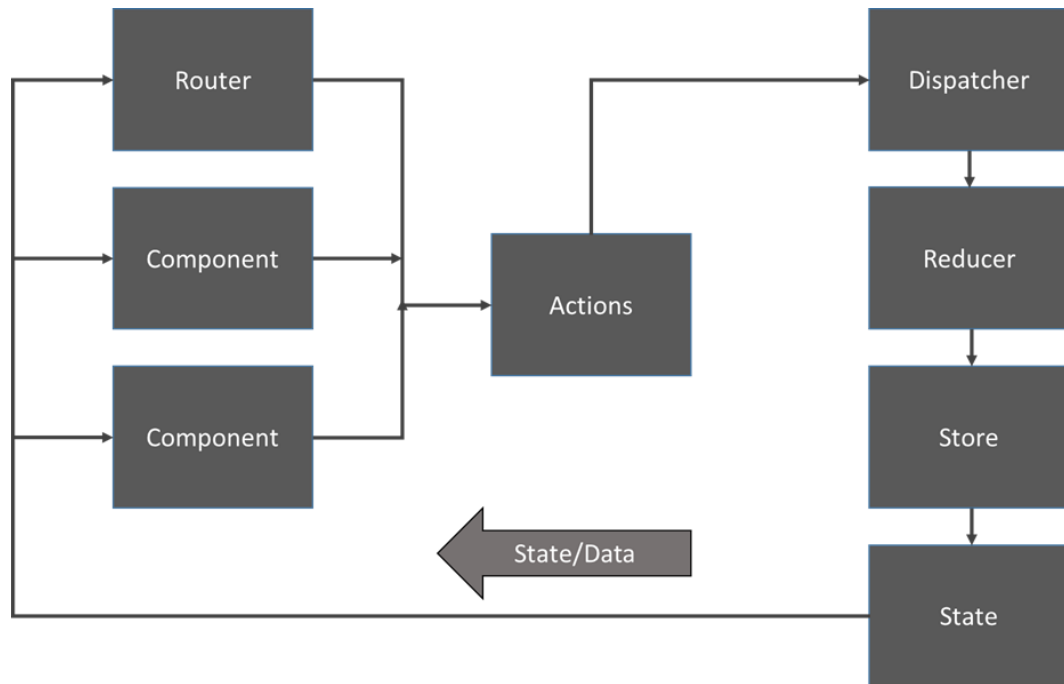 Router
Dispatcher
Component
Reducer
Actions
Component
Store
State/Data
State